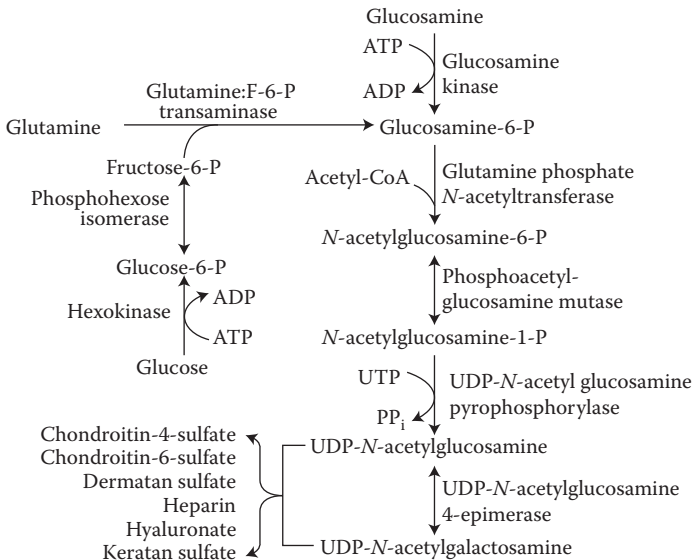 Glucosamine
ATP
ADP
Glucosamine
kinase
Glutamine:F-6-P
transaminase
Glutamine
Glucosamine-6-P
Fructose-6-P
Acetyl-CoA
Glutamine phosphate
N-acetyltransferase
Phosphohexose
isomerase
N-acetylglucosamine-6-P
Glucose-6-P
Phosphoacetyl-
glucosamine mutase
Hexokinase
ADP
ATP
N-acetylglucosamine-1-P
Glucose
UTP
PPi
UDP-N-acetyl glucosamine
pyrophosphorylase
Chondroitin-4-sulfate
Chondroitin-6-sulfate
Dermatan sulfate
Heparin
Hyaluronate
Keratan sulfate
UDP-N-acetylglucosamine
UDP-N-acetylglucosamine
4-epimerase
UDP-N-acetylgalactosamine